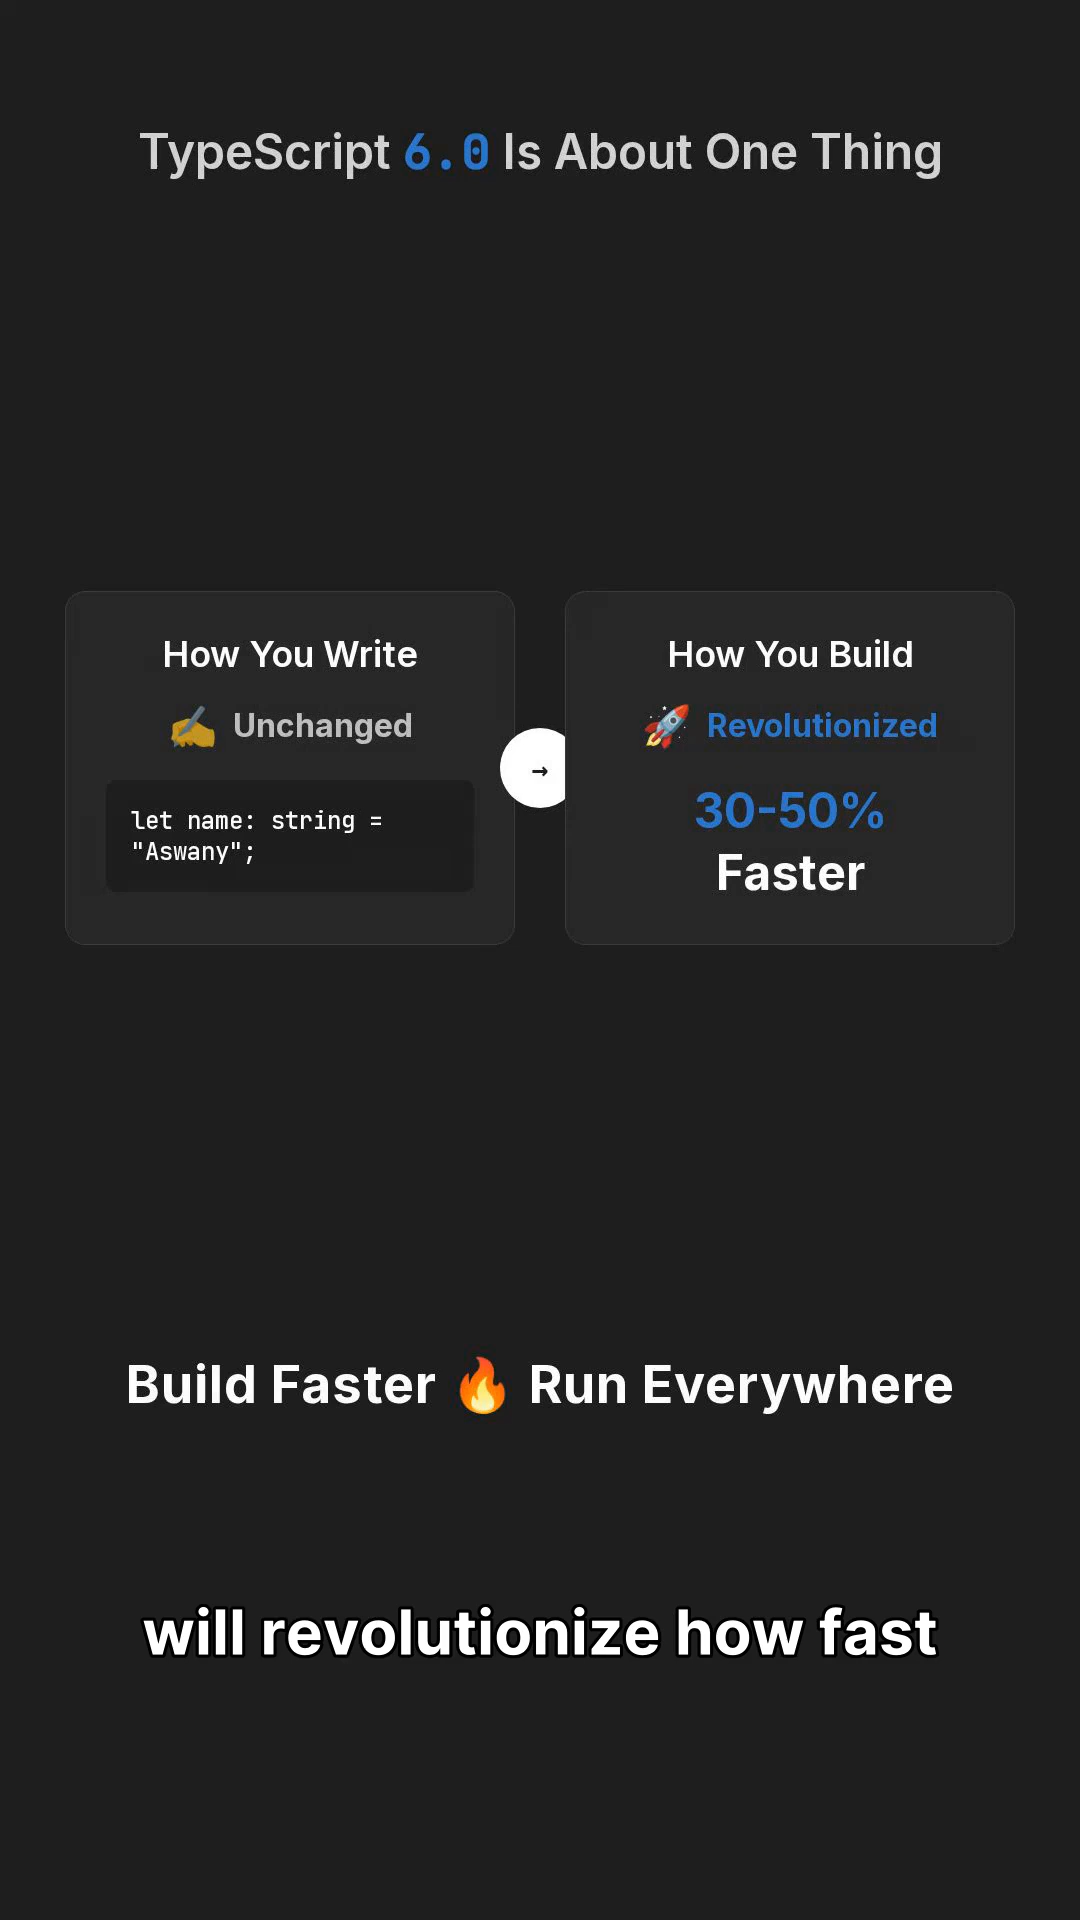 TypeScript 6.0 Is About One Thing
How You Write
✍️ Unchanged
let name: string =
"Aswany";
→
How You Build
🚀 Revolutionized
30-50%
Faster
Build Faster 🔥 Run Everywhere
will revolutionize how fast